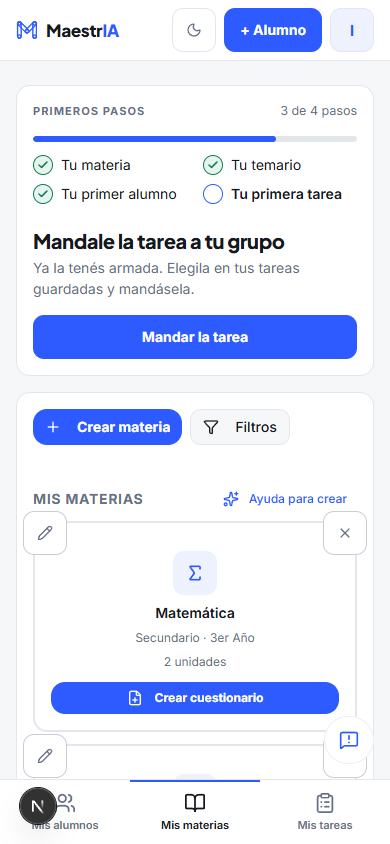 MaestrIA
+ Alumno
I
PRIMEROS PASOS
3 de 4 pasos
Tu materia
Tu temario
Tu primer alumno
Tu primera tarea
Mandale la tarea a tu grupo
Ya la tenés armada. Elegila en tus tareas
guardadas y mandásela.
Mandar la tarea
Crear materia
Filtros
MIS MATERIAS
Ayuda para crear
Σ
Matemática
Secundario · 3er Año
2 unidades
Crear cuestionario
N
Mis alumnos
Mis materias
Mis tareas